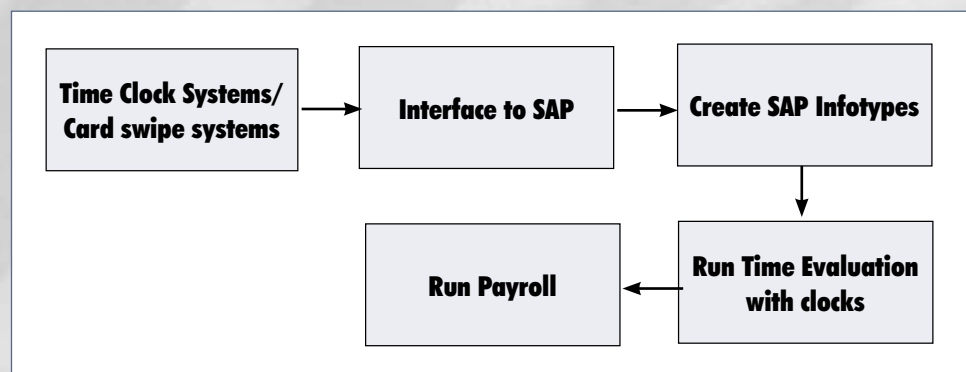 Time Clock Systems/
Card swipe systems
Interface to SAP
Create SAP Infotypes
Run Time Evaluation
with clocks
Run Payroll